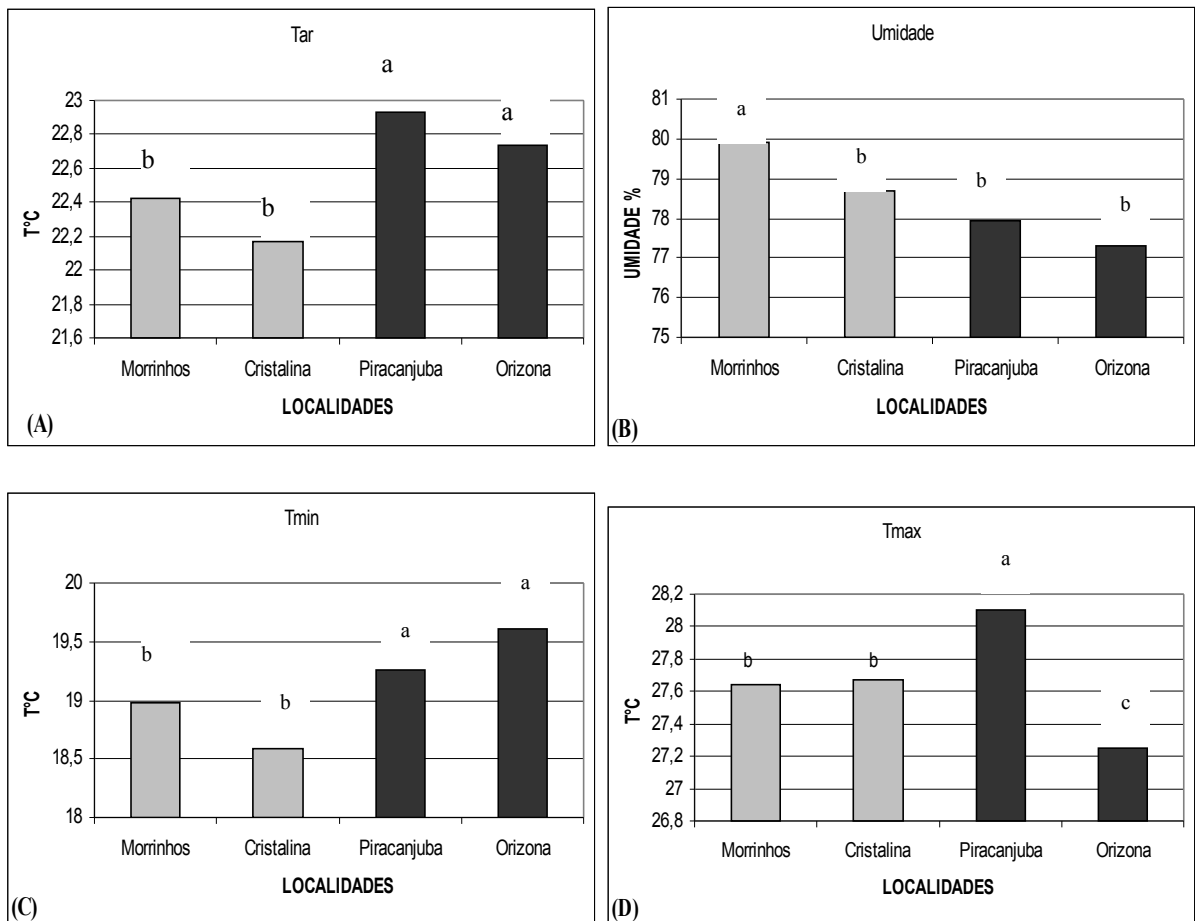 Tar
a
a
b
b
23
22,8
22,6
22,4
22,2
22
21,8
21,6
T°C
Morrinhos Cristalina Piracanjuba Orizona
LOCALIDADES
(A)
Umidade
a
b
b
b
81
80
79
78
77
76
75
UMIDADE %
Morrinhos Cristalina Piracanjuba Orizona
LOCALIDADES
(B)
Tmin
a
a
b
b
20
19,5
19
18,5
18
T°C
Morrinhos Cristalina Piracanjuba Orizona
LOCALIDADES
(C)
Tmax
a
b
b
c
28,2
28
27,8
27,6
27,4
27,2
27
26,8
T°C
Morrinhos Cristalina Piracanjuba Orizona
LOCALIDADES
(D)